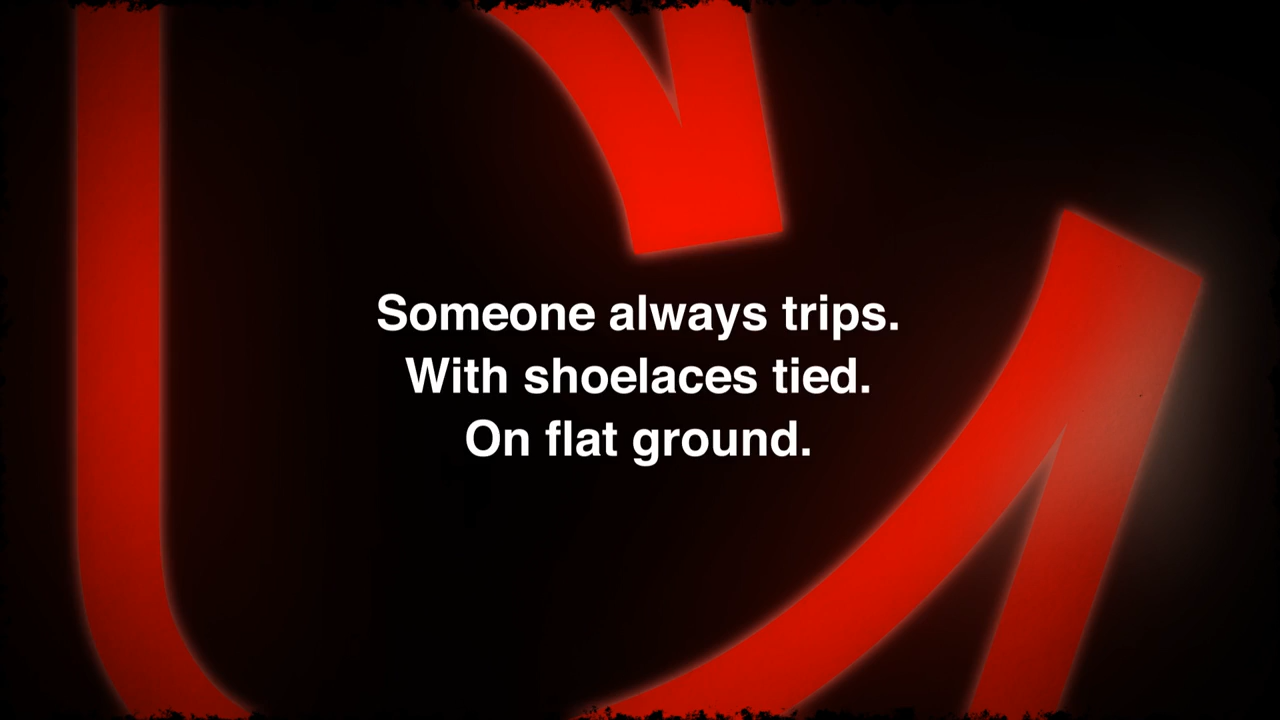 Someone always trips.
With shoelaces tied.
On flat ground.